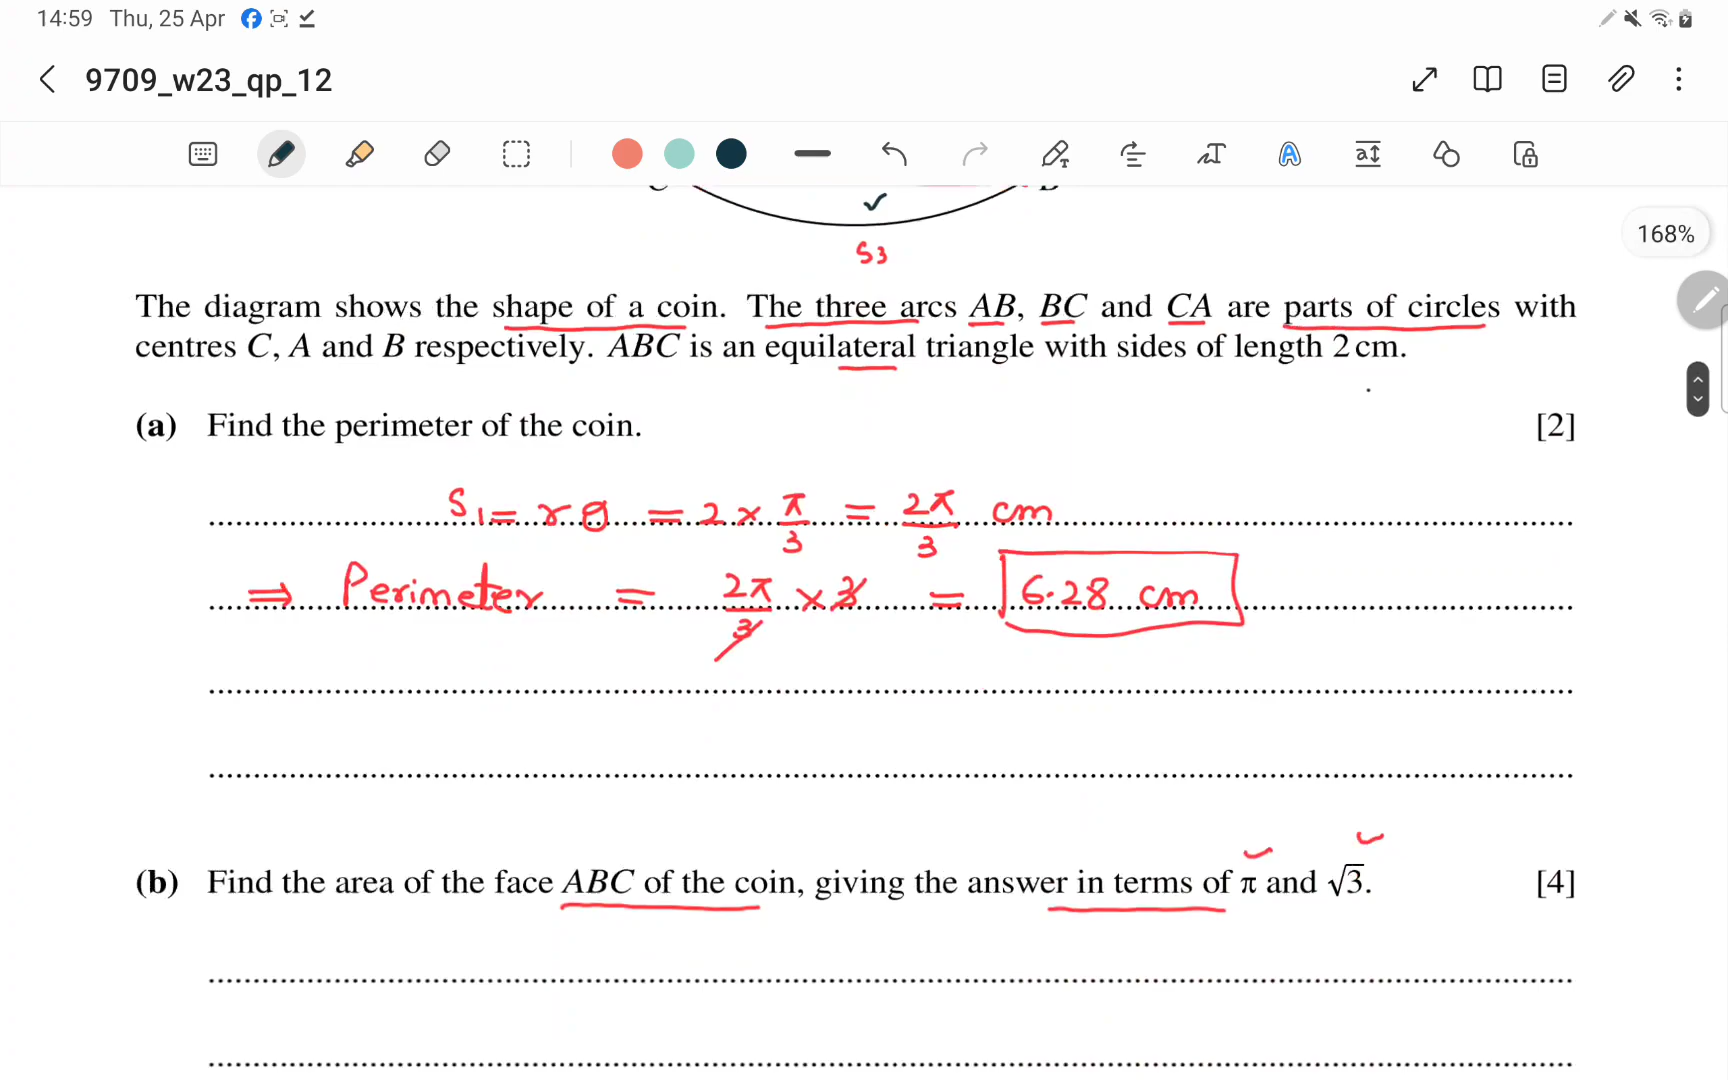 14:59 Thu, 25 Apr
9709_w23_qp_12
168%
S3
The diagram shows the shape of a coin. The three arcs AB, BC and CA are parts of circles with
centres C, A and B respectively. ABC is an equilateral triangle with sides of length 2 cm.
(a) Find the perimeter of the coin. [2]
S1 = rθ = 2 × π/3 = 2π/3 cm
⇒ Perimeter = 2π/3 × 3 = 6.28 cm
(b) Find the area of the face ABC of the coin, giving the answer in terms of π and √3. [4]